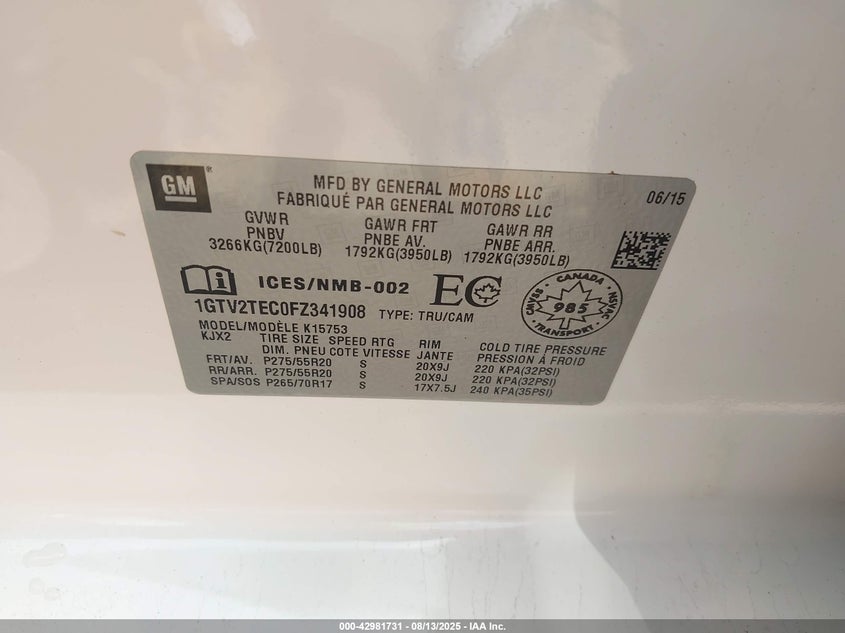 GM ®
MFD BY GENERAL MOTORS LLC
FABRIQUÉ PAR GENERAL MOTORS LLC
06/15
GVWR GAWR FRT GAWR RR
PNBV PNBE AV. PNBE ARR.
3266KG(7200LB) 1792KG(3950LB) 1792KG(3950LB)
ICES/NMB-002 EC
1GTV2TEC0FZ341908 TYPE: TRU/CAM
CANADA
CMVSS 985 NSVAC
TRANSPORT
MODEL/MODÈLE K15753
KJX2 TIRE SIZE SPEED RTG RIM COLD TIRE PRESSURE
DIM. PNEU COTE VITESSE JANTE PRESSION À FROID
FRT/AV. P275/55R20 S 20X9J 220 KPA(32PSI)
RR/ARR. P275/55R20 S 20X9J 220 KPA(32PSI)
SPA/SOS P265/70R17 S 17X7.5J 240 KPA(35PSI)
000-42981731 - 08/13/2025 - IAA Inc.